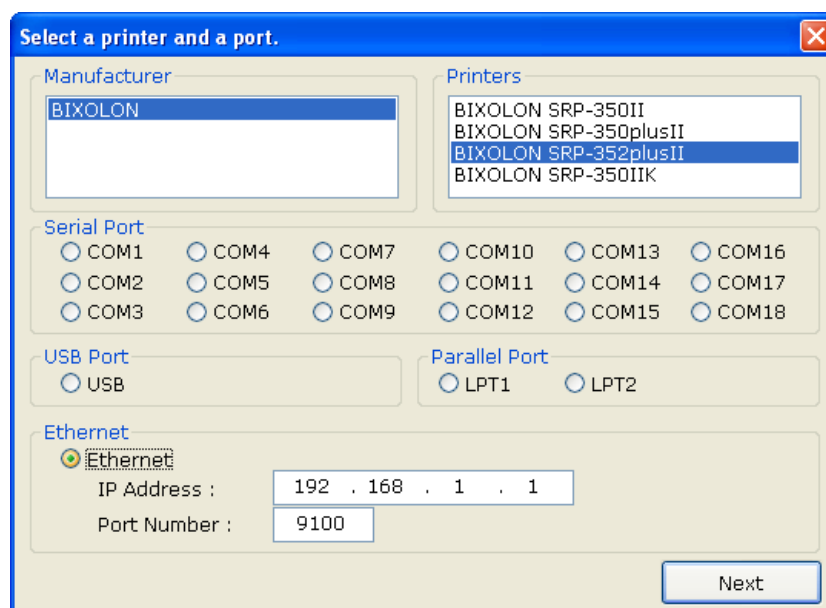 Select a printer and a port.
Manufacturer
BIXOLON
Printers
BIXOLON SRP-350II
BIXOLON SRP-350plusII
BIXOLON SRP-352plusII
BIXOLON SRP-350IIK
Serial Port
COM1 COM4 COM7 COM10 COM13 COM16
COM2 COM5 COM8 COM11 COM14 COM17
COM3 COM6 COM9 COM12 COM15 COM18
USB Port
USB
Parallel Port
LPT1 LPT2
Ethernet
Ethernet
IP Address : 192 . 168 . 1 . 1
Port Number : 9100
Next